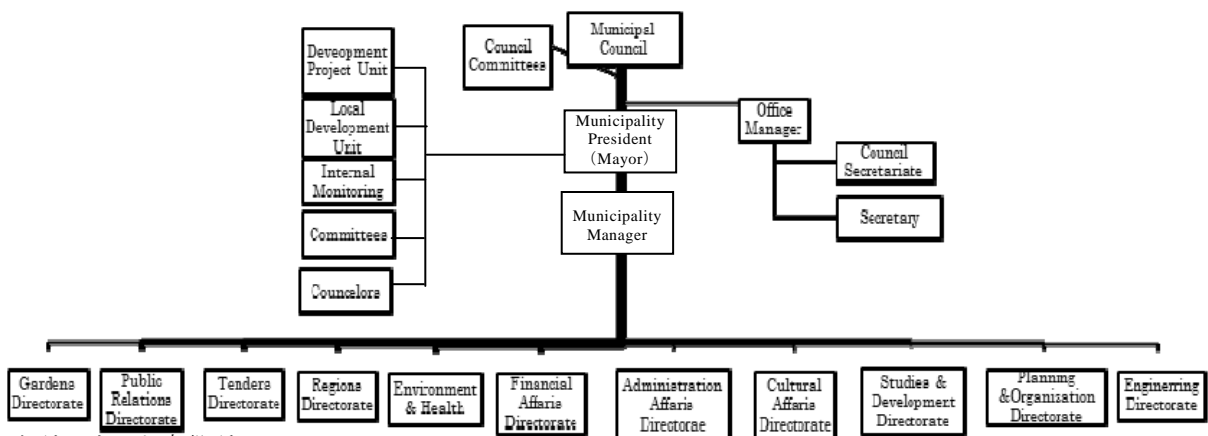 Municipal
Council
Council
Committees
Deveopment
Project Unit
Local
Development
Unit
Internal
Monitoring
Committees
Councelors
Municipality
President
(Mayor)
Municipality
Manager
Office
Manager
Council
Secretariate
Secretary
Gardens
Directorate
Public
Relations
Directorate
Tenders
Directorate
Regions
Directorate
Environment
& Health
Financial
Affaris
Directorate
Administration
Affaris
Directorae
Cultural
Affaris
Directorate
Studies &
Development
Directorate
Planning
&Organization
Directorate
Enginerring
Directorate